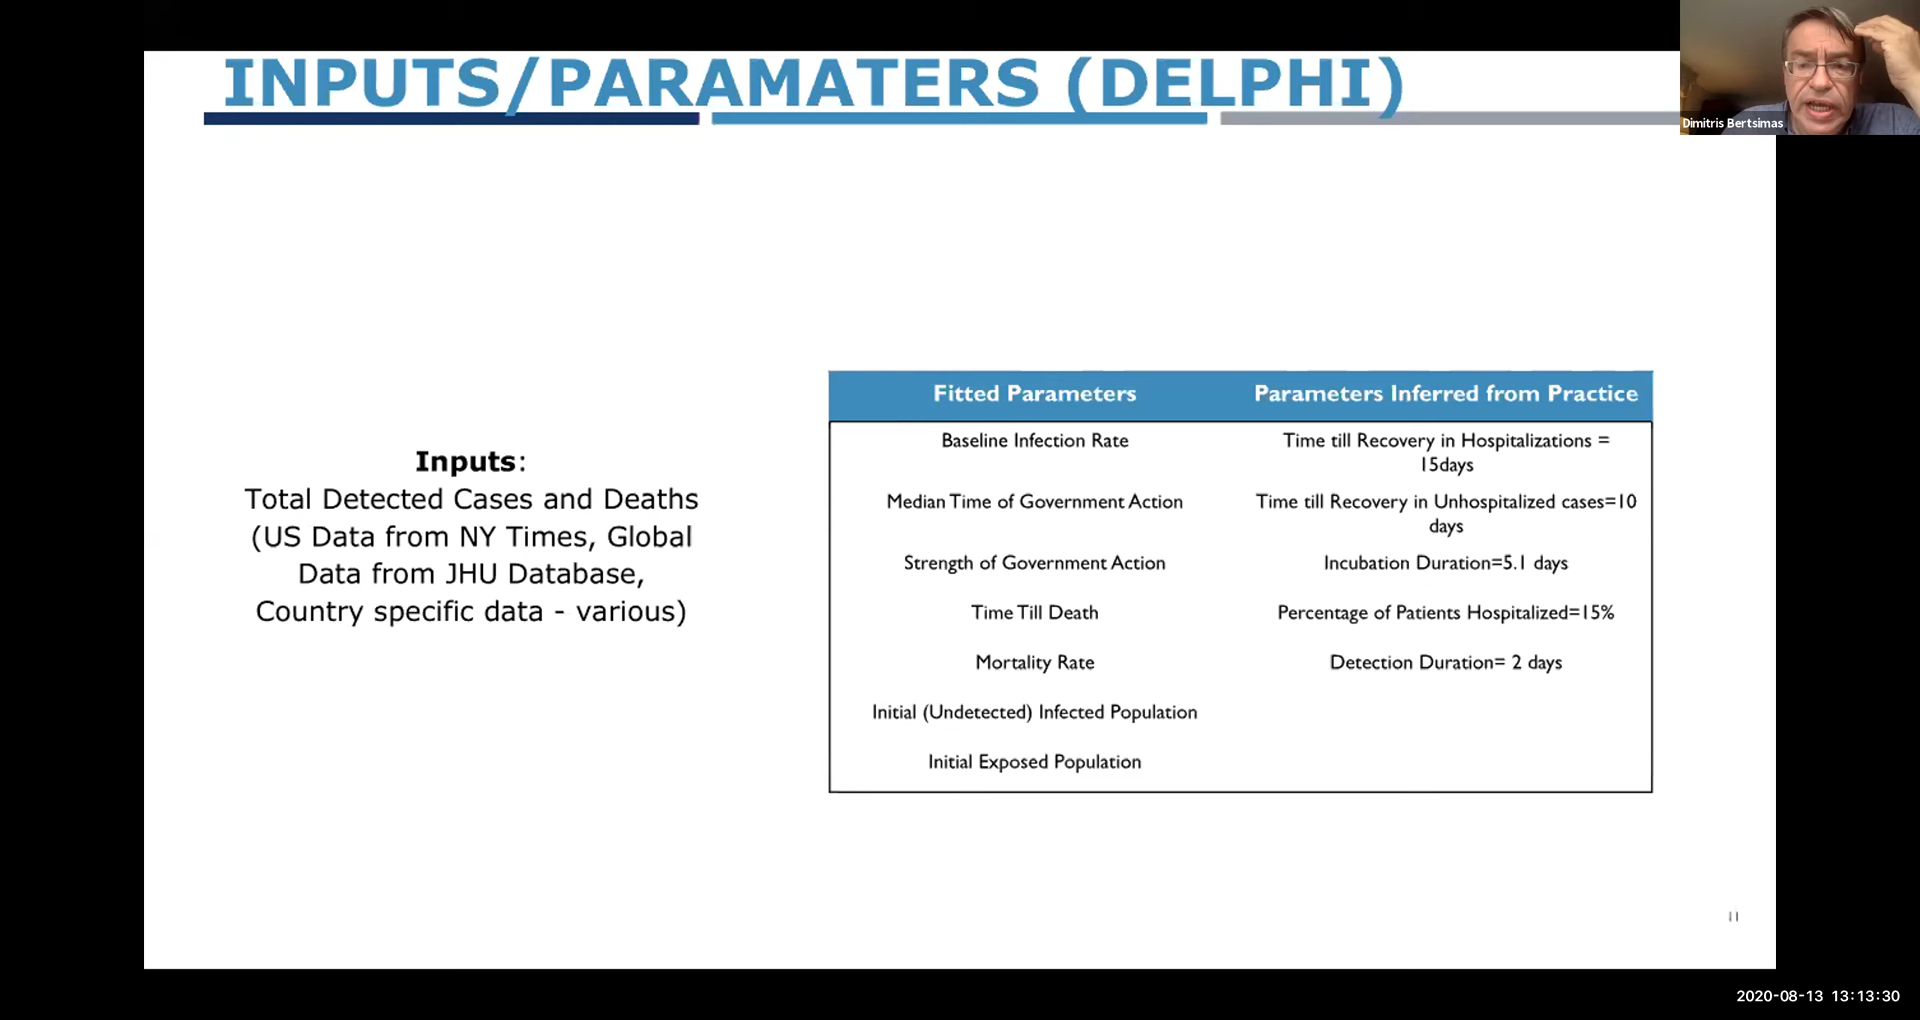 INPUTS/PARAMATERS (DELPHI)
Dimitris Bertsimas
Inputs:
Total Detected Cases and Deaths
(US Data from NY Times, Global
Data from JHU Database,
Country specific data - various)
Fitted Parameters
Parameters Inferred from Practice
Baseline Infection Rate
Time till Recovery in Hospitalizations =
15days
Median Time of Government Action
Time till Recovery in Unhospitalized cases=10
days
Strength of Government Action
Incubation Duration=5.1 days
Time Till Death
Percentage of Patients Hospitalized=15%
Mortality Rate
Detection Duration= 2 days
Initial (Undetected) Infected Population
Initial Exposed Population
11
2020-08-13 13:13:30